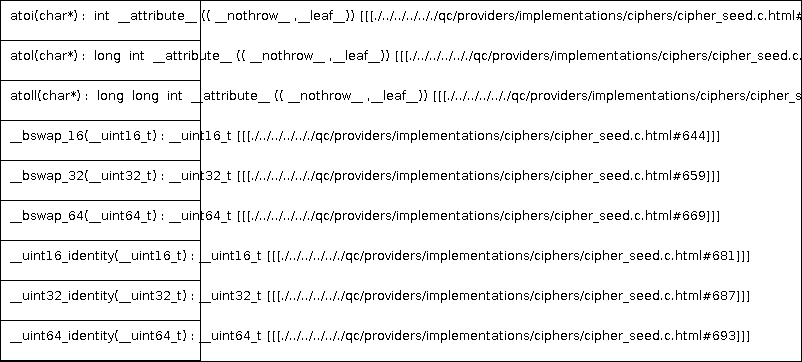 atoi(char*) : int __attribute__ (( __nothrow__ ,__leaf__)) [[[./../../../././qc/providers/implementations/ciphers/cipher_seed.c.html#
atol(char*) : long int __attribute__ (( __nothrow__ ,__leaf__)) [[[./../../../././qc/providers/implementations/ciphers/cipher_seed.c.
atoll(char*) : long long int __attribute__ (( __nothrow__ ,__leaf__)) [[[./../../../././qc/providers/implementations/ciphers/cipher_s
__bswap_16(__uint16_t) : __uint16_t [[[./../../../././qc/providers/implementations/ciphers/cipher_seed.c.html#644]]]
__bswap_32(__uint32_t) : __uint32_t [[[./../../../././qc/providers/implementations/ciphers/cipher_seed.c.html#659]]]
__bswap_64(__uint64_t) : __uint64_t [[[./../../../././qc/providers/implementations/ciphers/cipher_seed.c.html#669]]]
__uint16_identity(__uint16_t) : __uint16_t [[[./../../../././qc/providers/implementations/ciphers/cipher_seed.c.html#681]]]
__uint32_identity(__uint32_t) : __uint32_t [[[./../../../././qc/providers/implementations/ciphers/cipher_seed.c.html#687]]]
__uint64_identity(__uint64_t) : __uint64_t [[[./../../../././qc/providers/implementations/ciphers/cipher_seed.c.html#693]]]